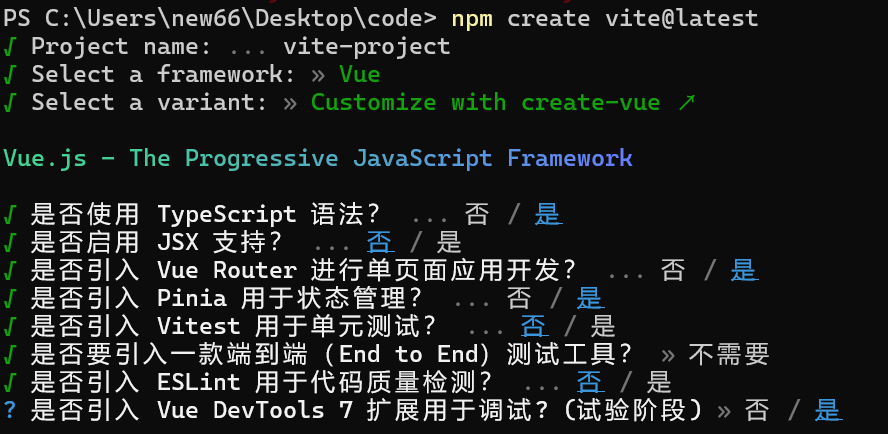 PS C:\Users\new66\Desktop\code> npm create vite@latest
√ Project name: ... vite-project
√ Select a framework: » Vue
√ Select a variant: » Customize with create-vue ↗
Vue.js - The Progressive JavaScript Framework
√ 是否使用 TypeScript 语法? ... 否 / 是
√ 是否启用 JSX 支持? ... 否 / 是
√ 是否引入 Vue Router 进行单页面应用开发? ... 否 / 是
√ 是否引入 Pinia 用于状态管理? ... 否 / 是
√ 是否引入 Vitest 用于单元测试? ... 否 / 是
√ 是否要引入一款端到端(End to End)测试工具? » 不需要
√ 是否引入 ESLint 用于代码质量检测? ... 否 / 是
? 是否引入 Vue DevTools 7 扩展用于调试? (试验阶段) » 否 / 是